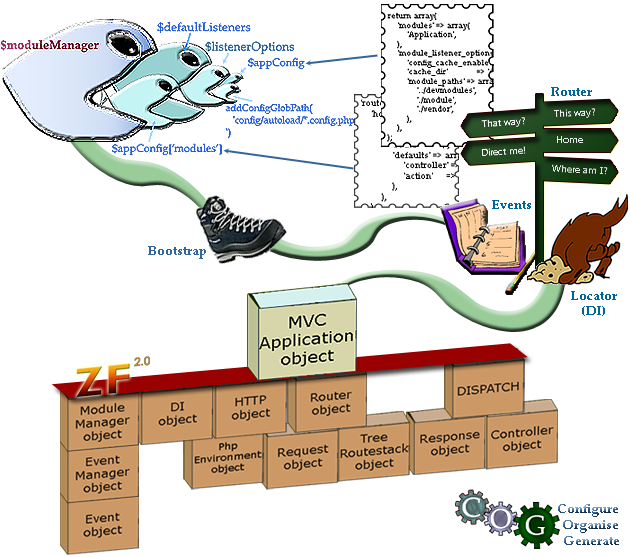 $moduleManager
$defaultListeners
$listenerOptions
$appConfig
addConfigGlobPath(
'config/autoload/*.config.php
')
$appConfig['modules']
return array(
'modules' => array(
'Application',
),
'module_listener_options
'config_cache_enable
'cache_dir' =>
'module_paths' => arra
'./devmodules',
'./module',
'./vendor',
),
),
);
'route
'ho
'defaults' => arra
'controller' =
'action' =>
),
),
Router
This way?
That way?
Home
Direct me!
Where am I?
Bootstrap
Events
Locator
(DI)
MVC
Application
object
ZF 2.0
Module
Manager
object
DI
object
HTTP
object
Router
object
DISPATCH
Event
Manager
object
Php
Environment
object
Request
object
Tree
Routestack
object
Response
object
Controller
object
Event
object
COG
Configure
Organise
Generate